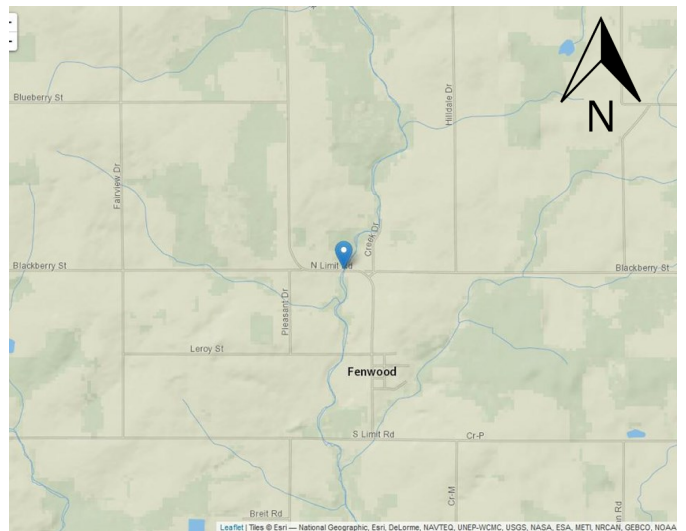 N
Blueberry St
Hilldale Dr
Fairview Dr
Creek Dr
N Limit Rd
Blackberry St
Blackberry St
Pleasant Dr
Leroy St
Fenwood
S Limit Rd
Cr-P
Cr-M
Breit Rd
Rd
Leaflet | Tiles © Esri — National Geographic, Esri, DeLorme, NAVTEQ, UNEP-WCMC, USGS, NASA, ESA, METI, NRCAN, GEBCO, NOAA